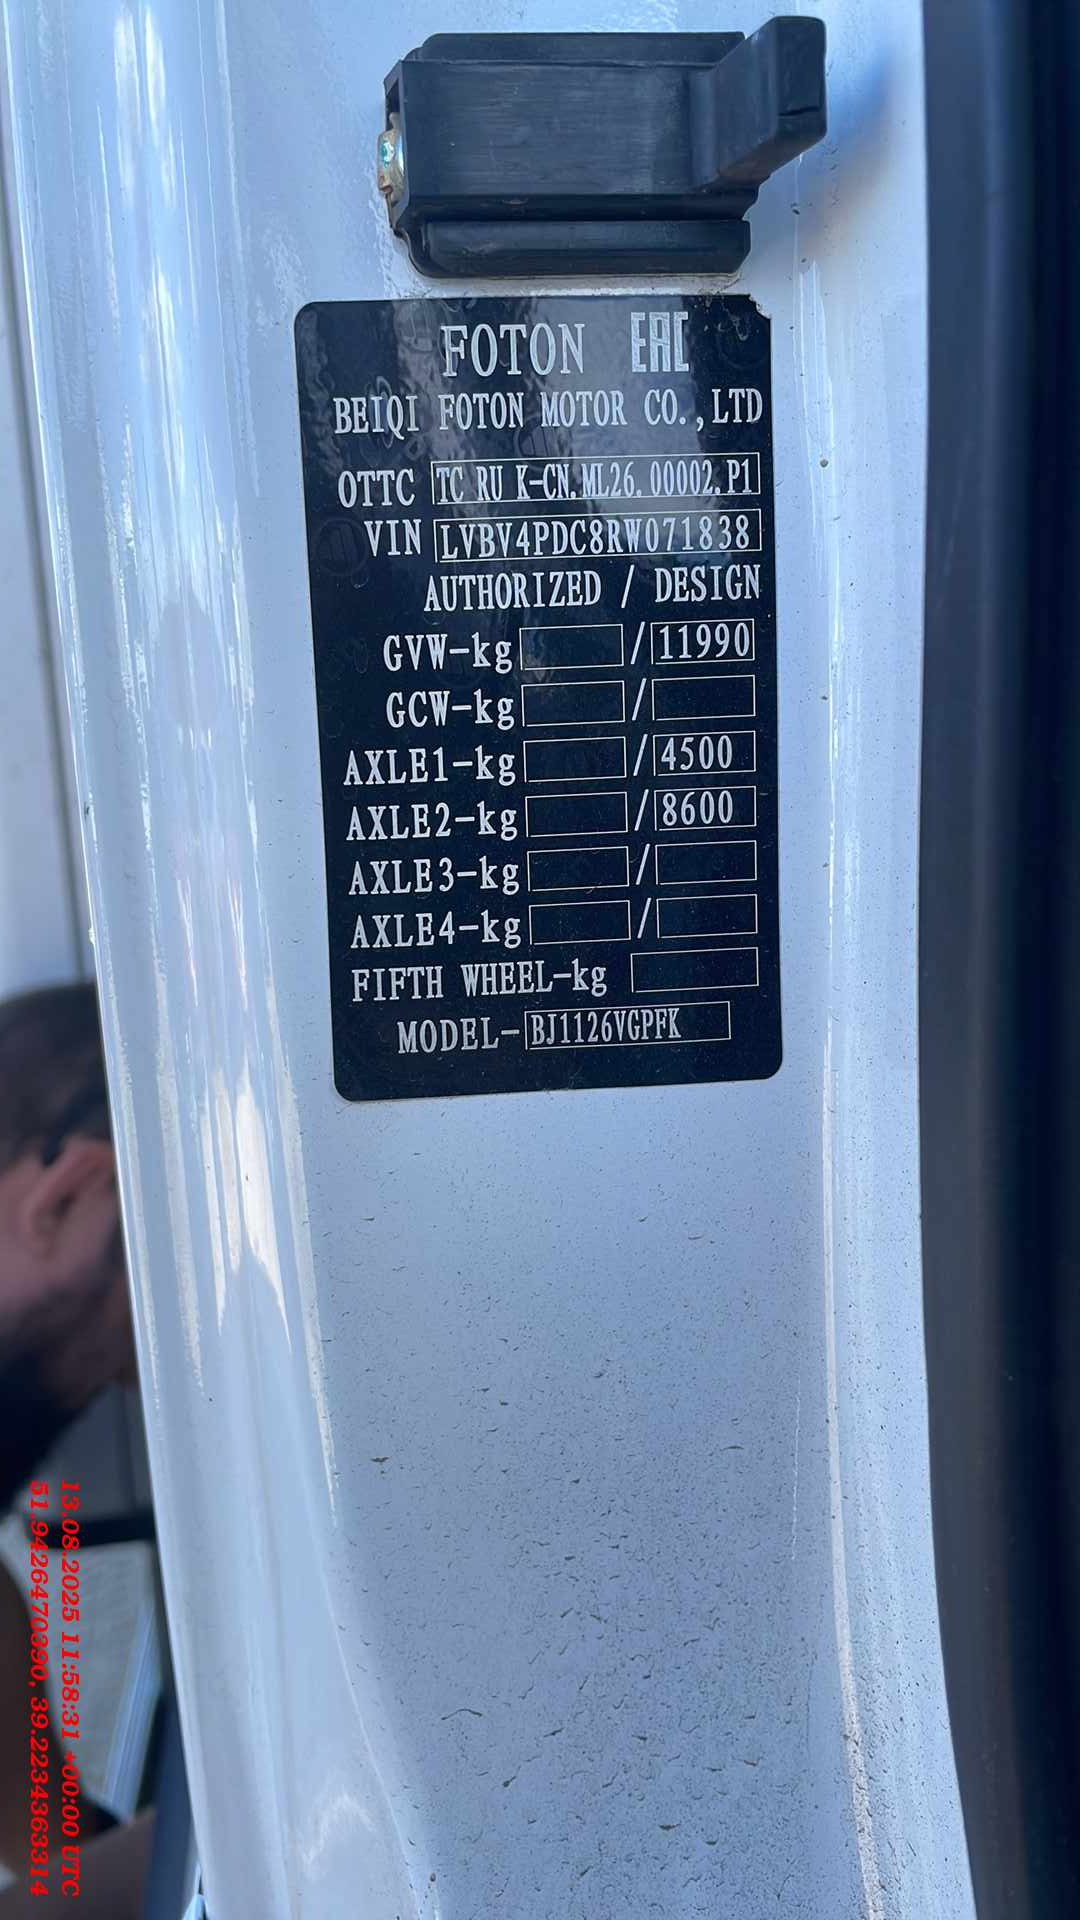 FOTON EAC
BEIQI FOTON MOTOR CO.,LTD
OTTC TC RU K-CN.ML26.00002.P1
VIN LVBV4PDC8RW071838
AUTHORIZED / DESIGN
GVW-kg / 11990
GCW-kg /
AXLE1-kg / 4500
AXLE2-kg / 8600
AXLE3-kg /
AXLE4-kg /
FIFTH WHEEL-kg
MODEL- BJ1126VGPFK
13.08.2025 11:58:31 +00:00 UTC
51.9426470390, 39.2234363314